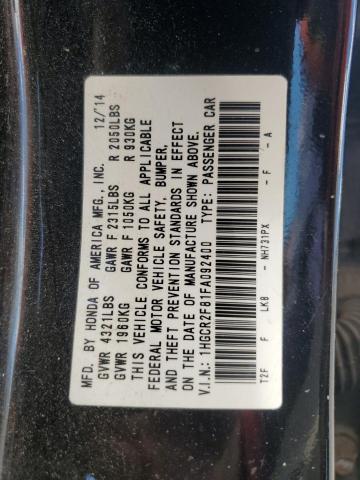 MFD. BY HONDA OF AMERICA MFG., INC. 12/14
GVWR 4321LBS GAWR F 2315LBS R 2050LBS
GVWR 1960KG GAWR F 1050KG R 930KG
THIS VEHICLE CONFORMS TO ALL APPLICABLE
FEDERAL MOTOR VEHICLE SAFETY, BUMPER,
AND THEFT PREVENTION STANDARDS IN EFFECT
ON THE DATE OF MANUFACTURE SHOWN ABOVE.
V.I.N.: 1HGCR2F81FA092400 TYPE: PASSENGER CAR
T2F F LK8 - NH731PX - F - A